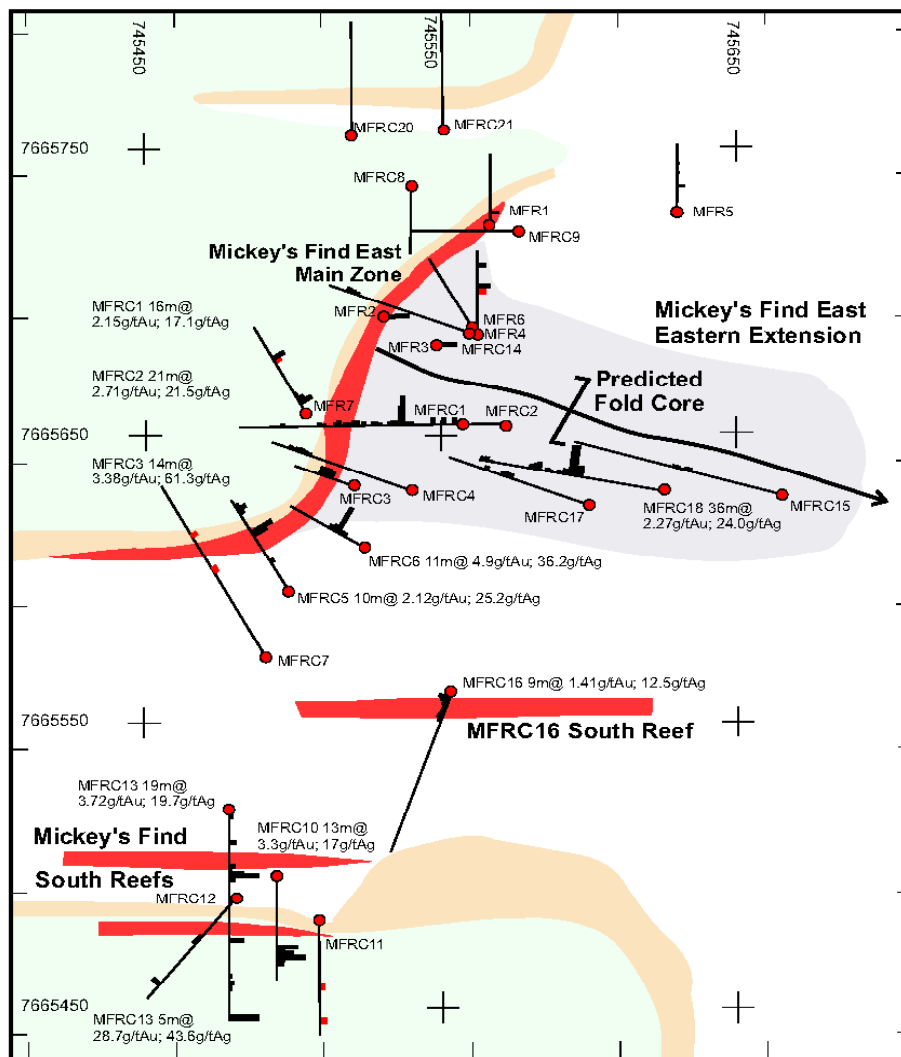 745450
745550
745650
MFRC20
MFRC21
7665750
MFRC8
MFR1
MFR5
MFRC9
Mickey's Find East
Main Zone
MFRC1 16m@
2.15g/tAu; 17.1g/tAg
MFR2
MFR6
MFR4
MFR3
MFRC14
Mickey's Find East
Eastern Extension
MFRC2 21m@
2.71g/tAu; 21.5g/tAg
Predicted
Fold Core
MFR7
MFRC1
MFRC2
7665650
MFRC3 14m@
3.38g/tAu; 61.3g/tAg
MFRC3
MFRC4
MFRC17
MFRC18 36m@
2.27g/tAu; 24.0g/tAg
MFRC15
MFRC6 11m@ 4.9g/tAu; 36.2g/tAg
MFRC5 10m@ 2.12g/tAu; 25.2g/tAg
MFRC7
MFRC16 9m@ 1.41g/tAu; 12.5g/tAg
7665550
MFRC16 South Reef
MFRC13 19m@
3.72g/tAu; 19.7g/tAg
MFRC10 13m@
3.3g/tAu; 17g/tAg
Mickey's Find
South Reefs
MFRC12
MFRC11
7665450
MFRC13 5m@
28.7g/tAu; 43.6g/tAg